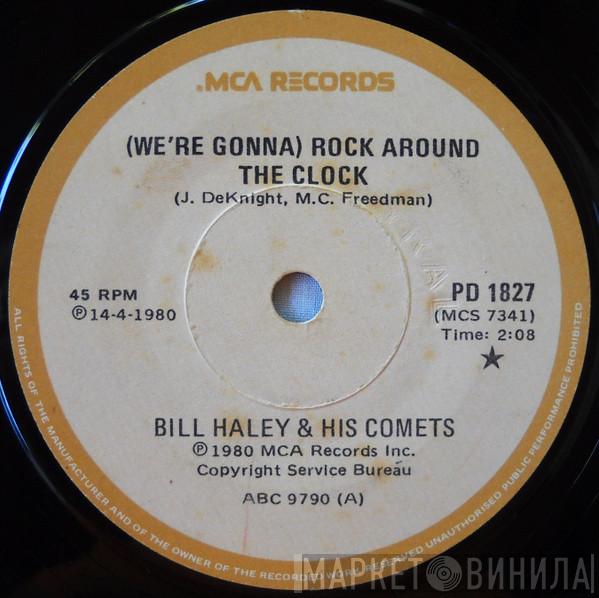 .MCA RECORDS
(WE'RE GONNA) ROCK AROUND
THE CLOCK
(J. DeKnight, M.C. Freedman)
45 RPM
℗14-4-1980
PD 1827
(MCS 7341)
Time: 2:08
★
BILL HALEY & HIS COMETS
℗1980 MCA Records Inc.
Copyright Service Bureau
ABC 9790 (A)
ALL RIGHTS OF THE MANUFACTURER AND OF THE OWNER OF THE RECORDED WORK RESERVED UNAUTHORISED PUBLIC PERFORMANCE PROHIBITED
МАРКЕТ ВИНИЛА